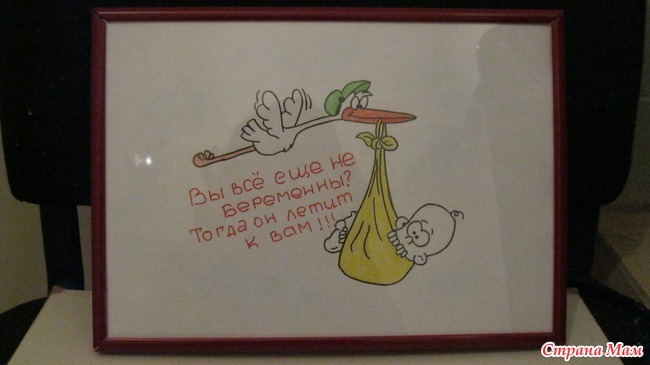 Вы всё еще не
беременны?
Тогда он летит
к вам!!!
Страна Мам